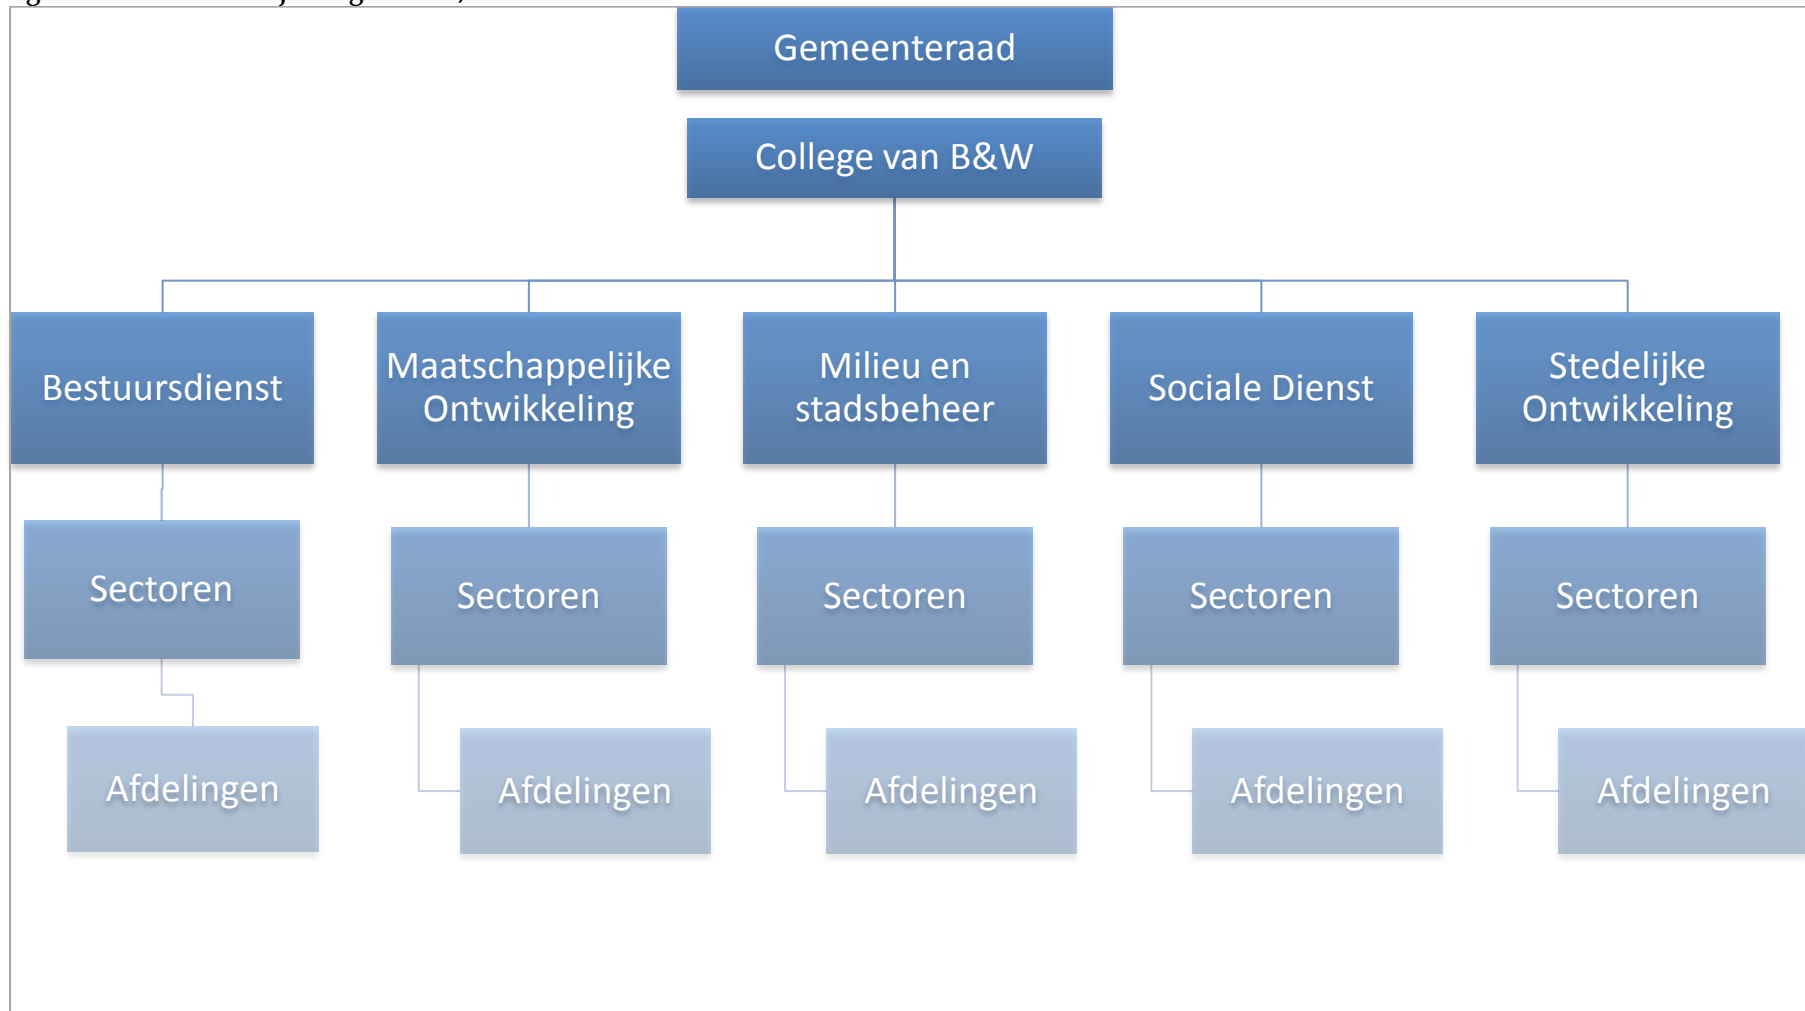 Gemeenteraad
College van B&W
Bestuursdienst
Maatschappelijke
Ontwikkeling
Milieu en
stadsbeheer
Sociale Dienst
Stedelijke
Ontwikkeling
Sectoren
Sectoren
Sectoren
Sectoren
Sectoren
Afdelingen
Afdelingen
Afdelingen
Afdelingen
Afdelingen